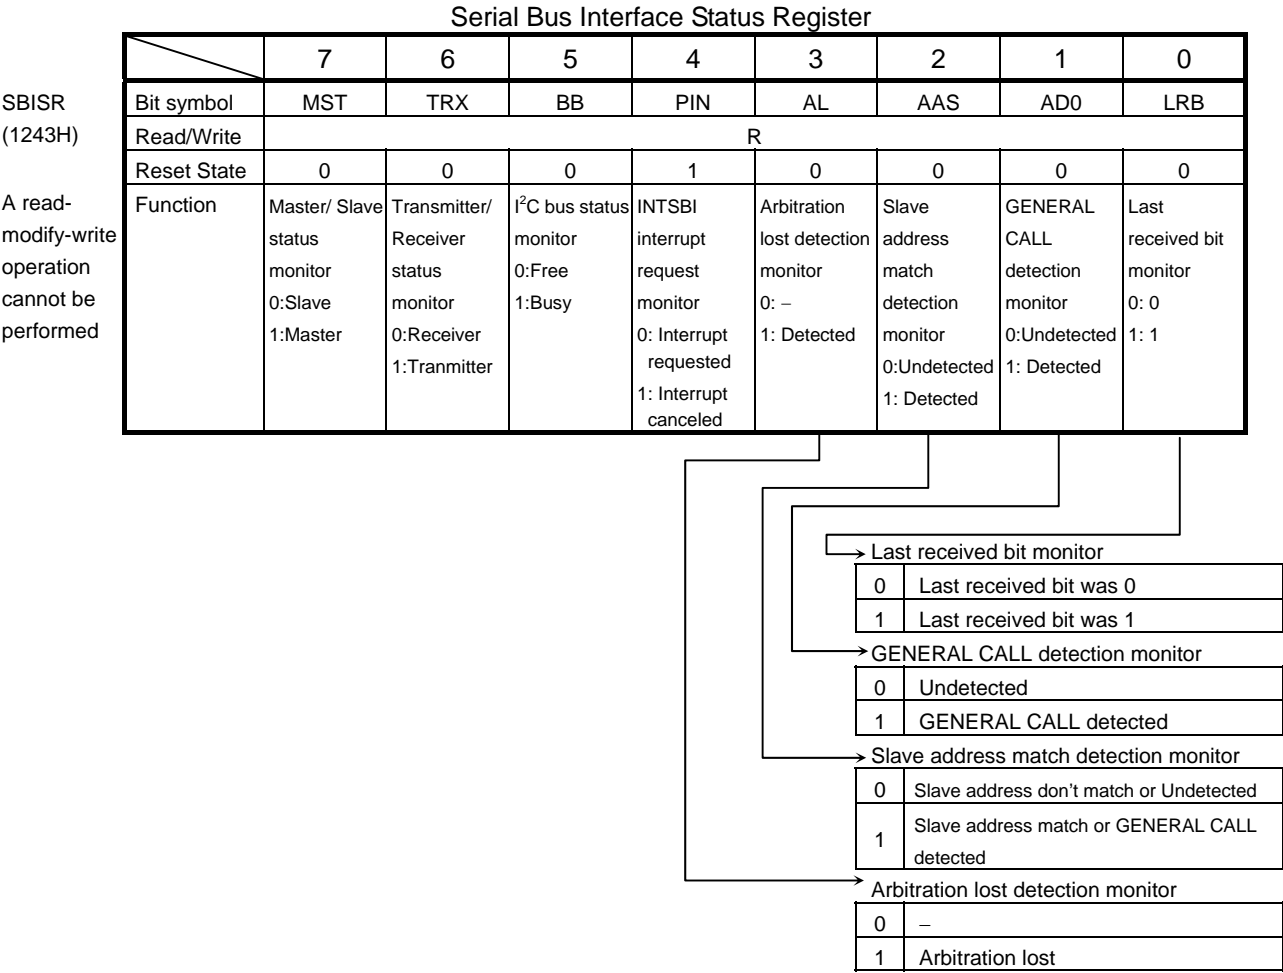 Serial Bus Interface Status Register
7 6 5 4 3 2 1 0
SBISR
(1243H)
A read-
modify-write
operation
cannot be
performed
Bit symbol MST TRX BB PIN AL AAS AD0 LRB
Read/Write R
Reset State 0 0 0 1 0 0 0 0
Function
Master/ Slave
status
monitor
0:Slave
1:Master
Transmitter/
Receiver
status
monitor
0:Receiver
1:Tranmitter
I²C bus status
monitor
0:Free
1:Busy
INTSBI
interrupt
request
monitor
0: Interrupt
requested
1: Interrupt
canceled
Arbitration
lost detection
monitor
0: −
1: Detected
Slave
address
match
detection
monitor
0:Undetected
1: Detected
GENERAL
CALL
detection
monitor
0:Undetected
1: Detected
Last
received bit
monitor
0: 0
1: 1
Last received bit monitor
0 Last received bit was 0
1 Last received bit was 1
GENERAL CALL detection monitor
0 Undetected
1 GENERAL CALL detected
Slave address match detection monitor
0 Slave address don't match or Undetected
1 Slave address match or GENERAL CALL
detected
Arbitration lost detection monitor
0 −
1 Arbitration lost